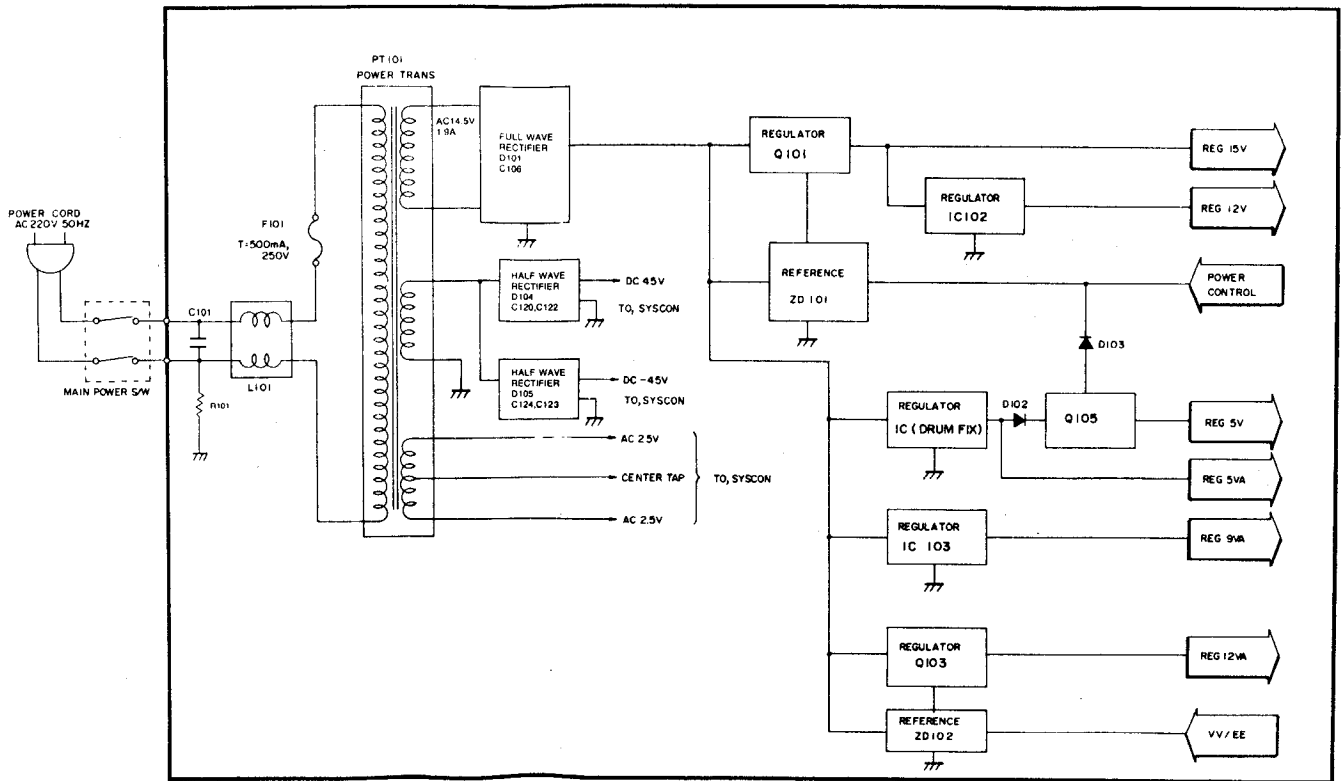 POWER CORD
AC 220V 50HZ
MAIN POWER S/W
C101
R101
L101
F101
T=500mA,
250V
PT101
POWER TRANS
AC14.5V
1.9A
FULL WAVE
RECTIFIER
D101
C106
HALF WAVE
RECTIFIER
D104
C120,C122
DC 45V
TO, SYSCON
HALF WAVE
RECTIFIER
D105
C124,C123
DC -45V
TO, SYSCON
AC 2.5V
CENTER TAP
TO, SYSCON
AC 2.5V
REGULATOR
Q101
REG 15V
REGULATOR
IC102
REG 12V
REFERENCE
ZD101
POWER
CONTROL
D103
REGULATOR
IC (DRUM FIX)
D102
Q105
REG 5V
REG 5VA
REGULATOR
IC 103
REG 9VA
REGULATOR
Q103
REG 12VA
REFERENCE
ZD102
VV/EE